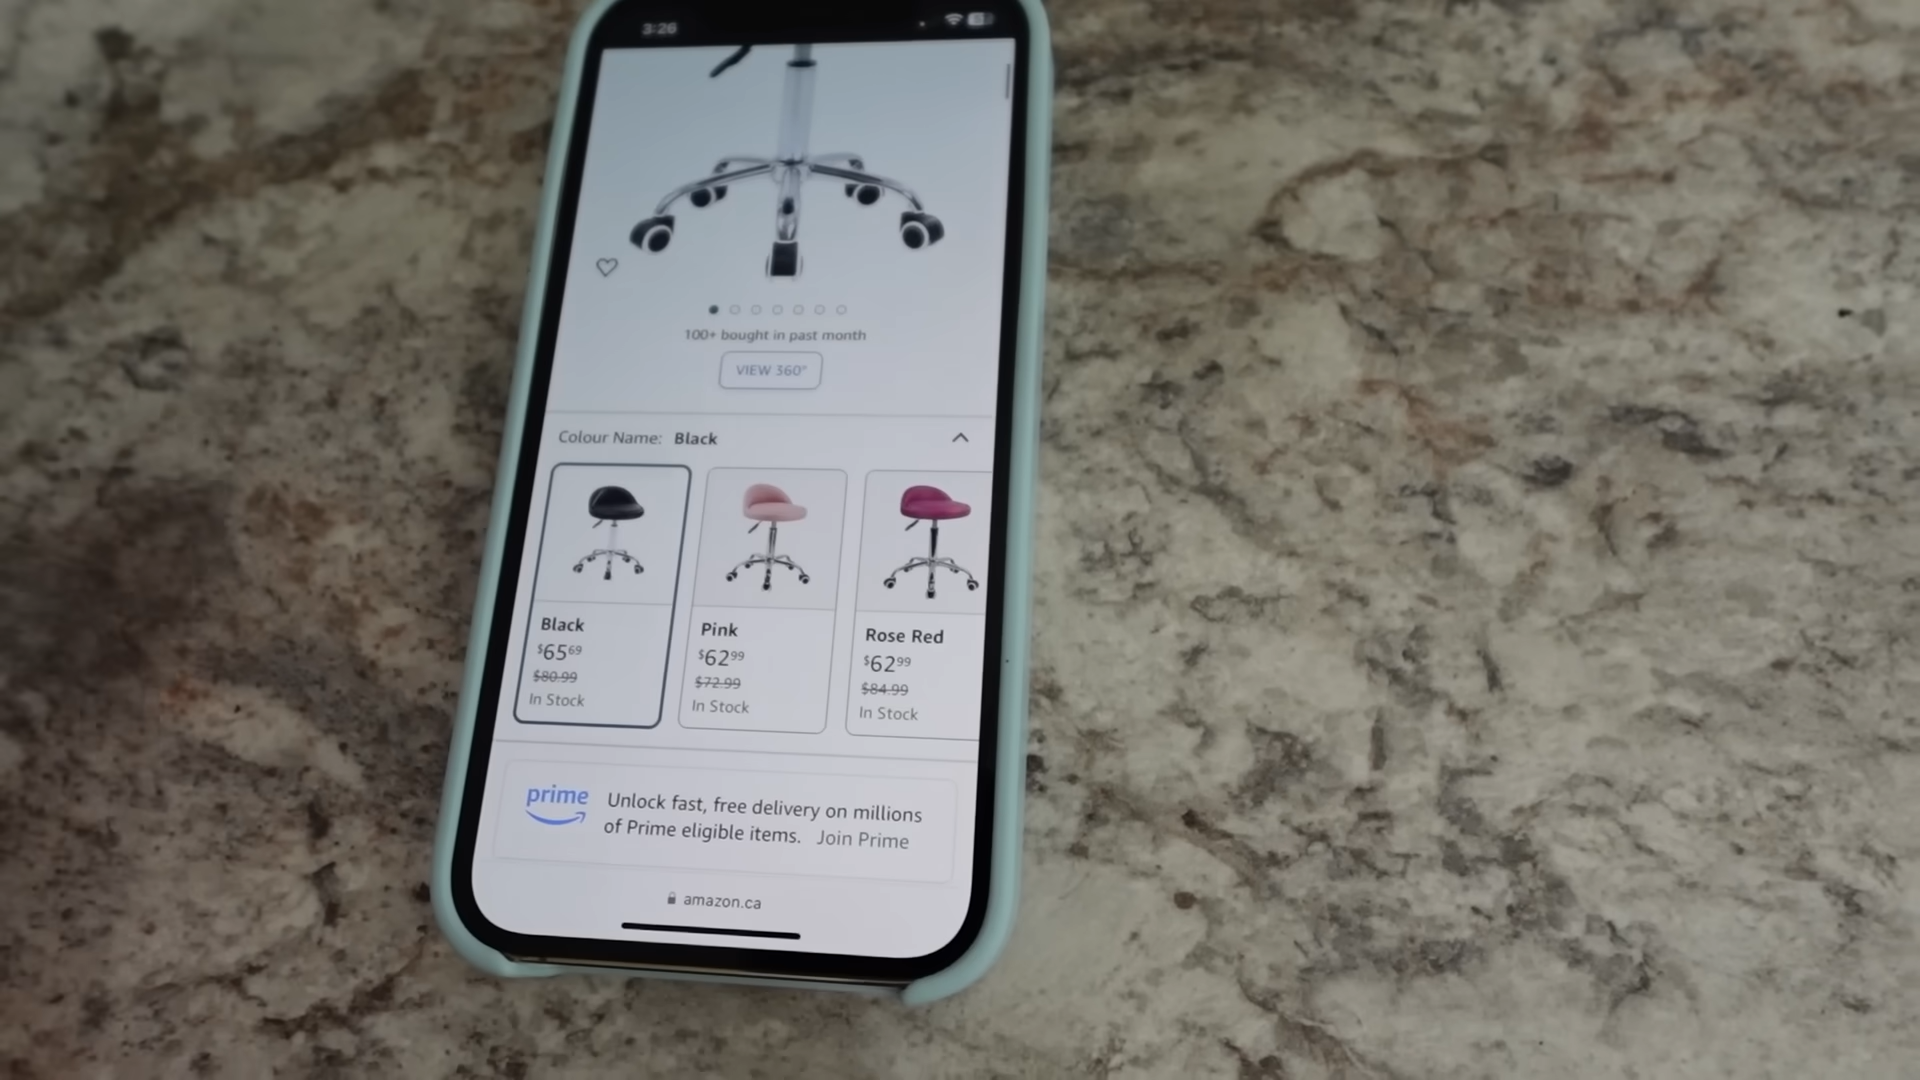 3:26
100+ bought in past month
VIEW 360°
Colour Name: Black
Black
$65 69
$80.99
In Stock
Pink
$62 99
$72.99
In Stock
Rose Red
$62 99
$84.99
In Stock
prime
Unlock fast, free delivery on millions
of Prime eligible items. Join Prime
amazon.ca